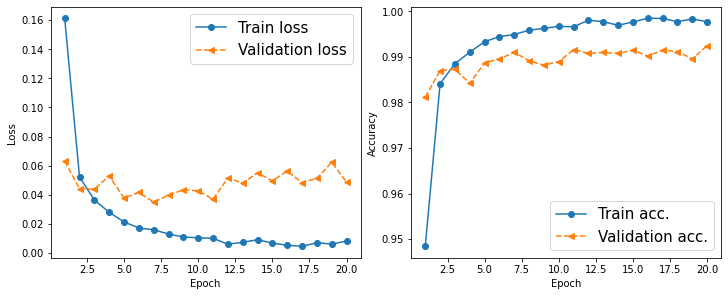 0.16
0.14
0.12
0.10
0.08
0.06
0.04
0.02
0.00
Loss
Train loss
Validation loss
2.5 5.0 7.5 10.0 12.5 15.0 17.5 20.0
Epoch
1.00
0.99
0.98
0.97
0.96
0.95
Accuracy
Train acc.
Validation acc.
2.5 5.0 7.5 10.0 12.5 15.0 17.5 20.0
Epoch